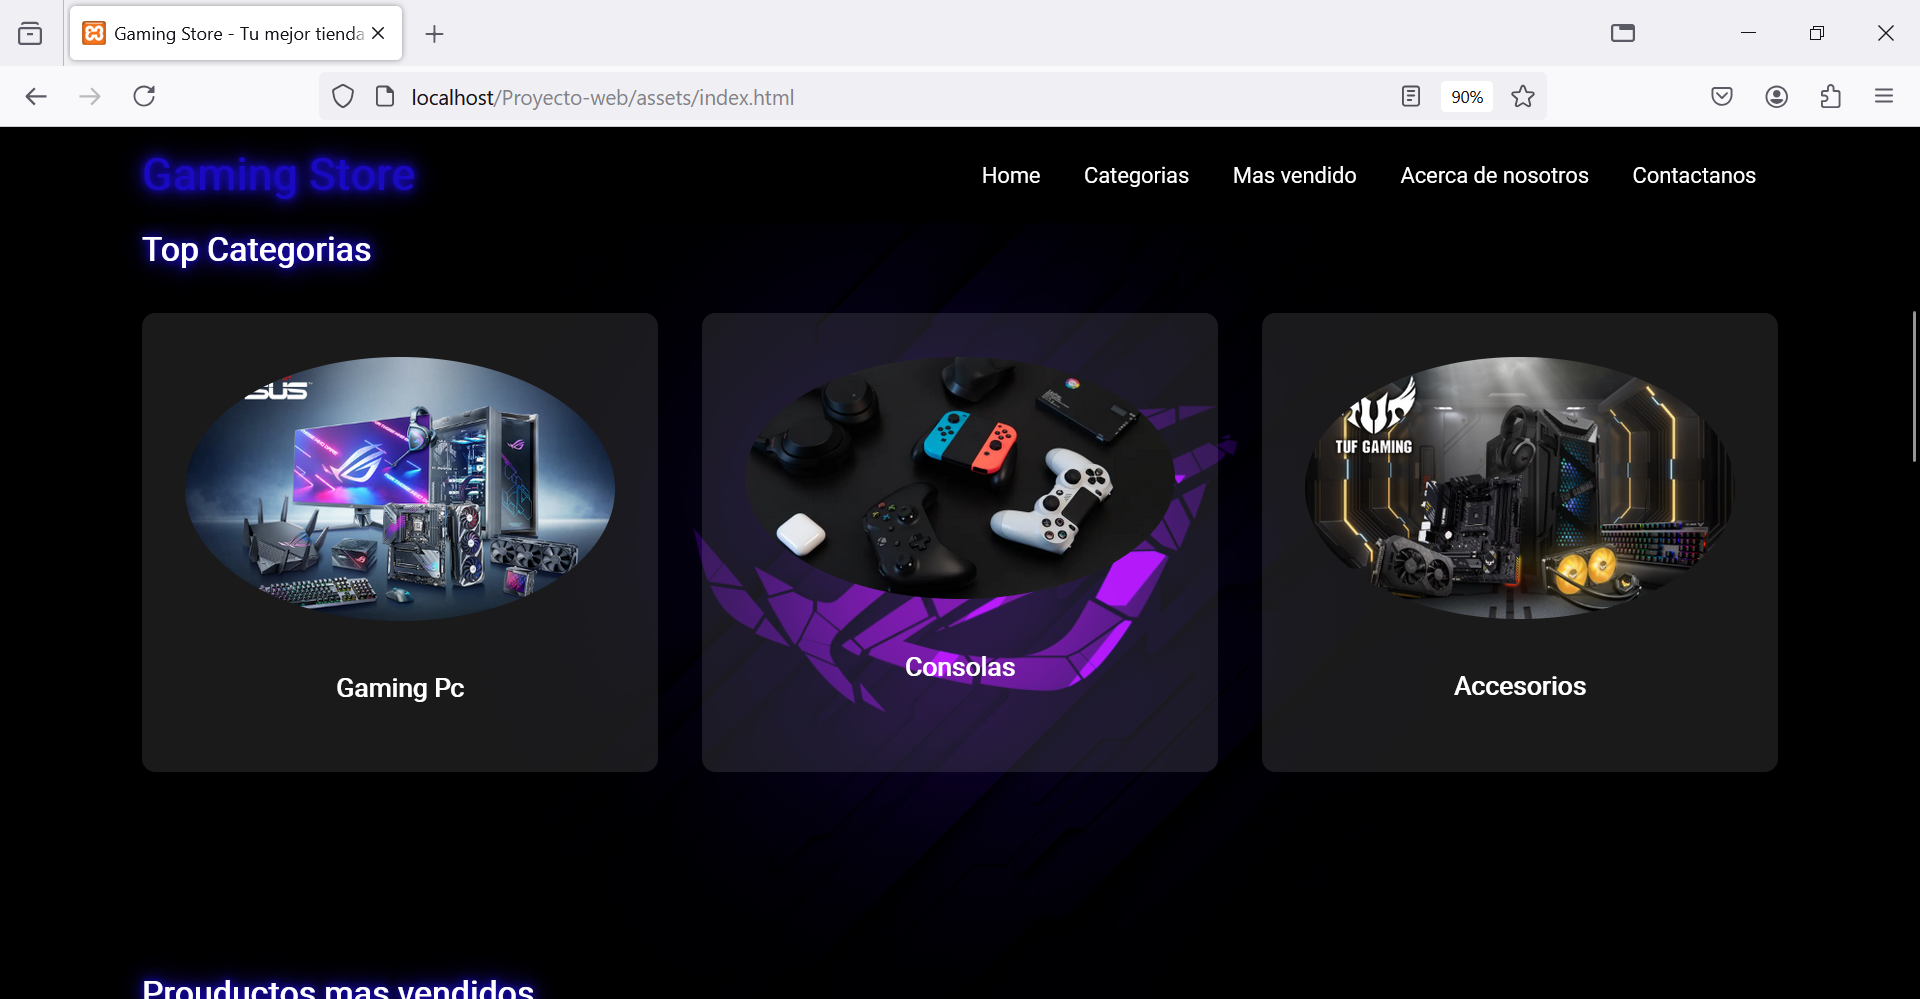 Gaming Store - Tu mejor tienda
localhost/Proyecto-web/assets/index.html
90%
Gaming Store
Home
Categorias
Mas vendido
Acerca de nosotros
Contactanos
Top Categorias
SUS
TUF GAMING
Gaming Pc
Consolas
Accesorios
Prouductos mas vendidos